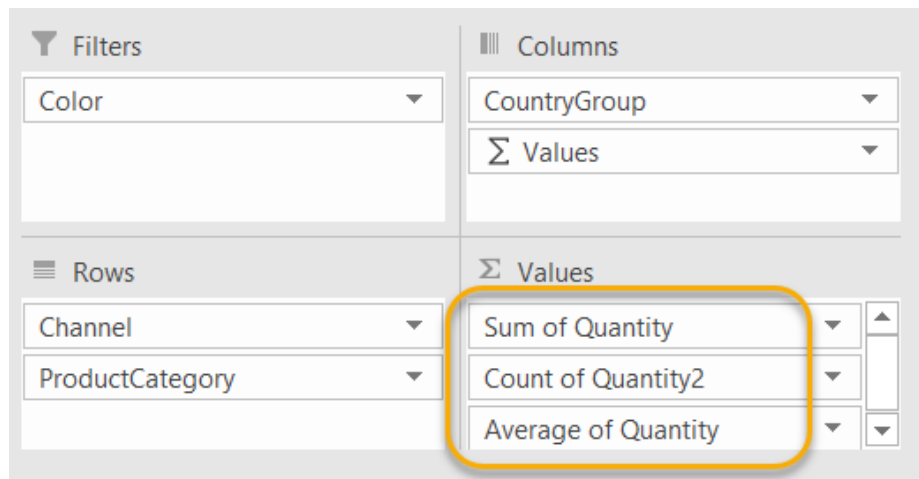 Filters
Columns
Color
CountryGroup
Σ Values
Rows
Σ Values
Channel
Sum of Quantity
ProductCategory
Count of Quantity2
Average of Quantity